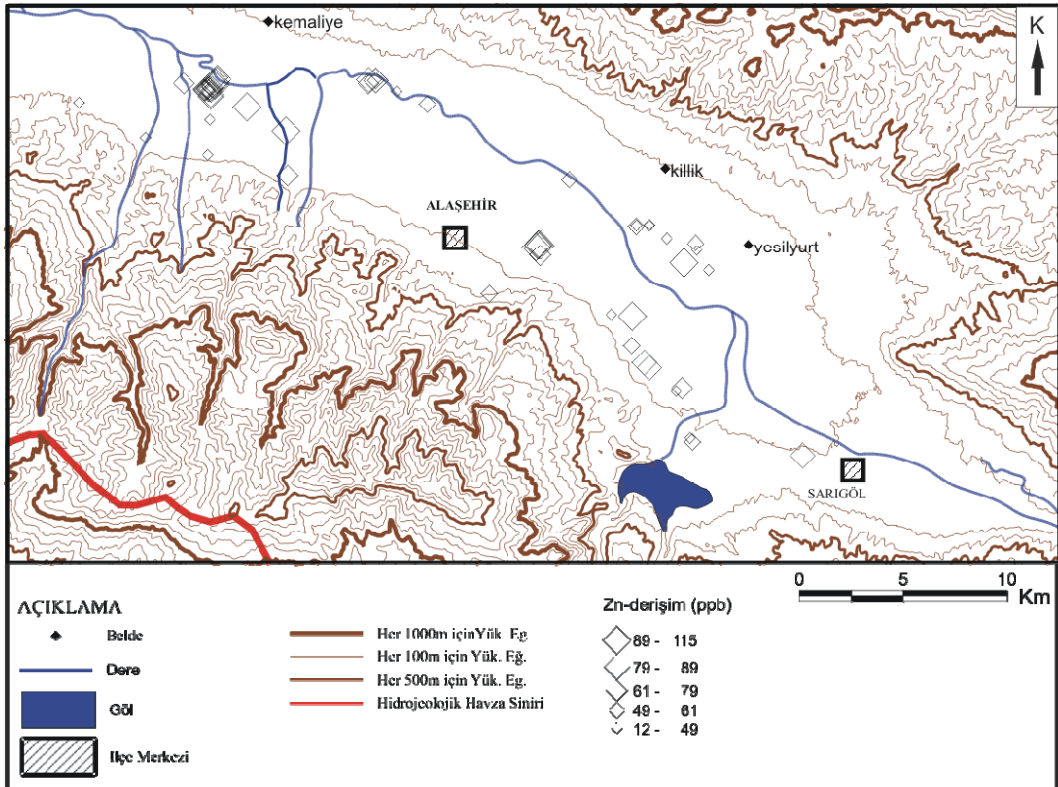 kemaliye
K
killik
ALAŞEHİR
yesilyurt
SARIGÖL
0 5 10
Km
AÇIKLAMA
Belde
Dere
Göl
İlçe Merkezi
Her 1000m için Yük. Eg.
Her 100m için Yük. Eğ.
Her 500m için Yük. Eg.
Hidrojeolojik Havza Siniri
Zn-derişim (ppb)
89 - 115
79 - 89
61 - 79
49 - 61
12 - 49